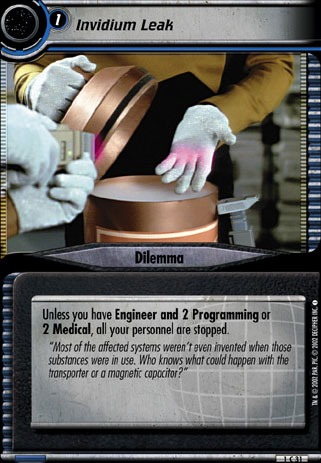 1
Invidium Leak
Dilemma
Unless you have Engineer and 2 Programming or
2 Medical, all your personnel are stopped.
“Most of the affected systems weren’t even invented when those
substances were in use. Who knows what could happen with the
transporter or a magnetic capacitor?”
TM & © 2002 PAR. PIC. © 2002 DECIPHER INC.
1 C 31